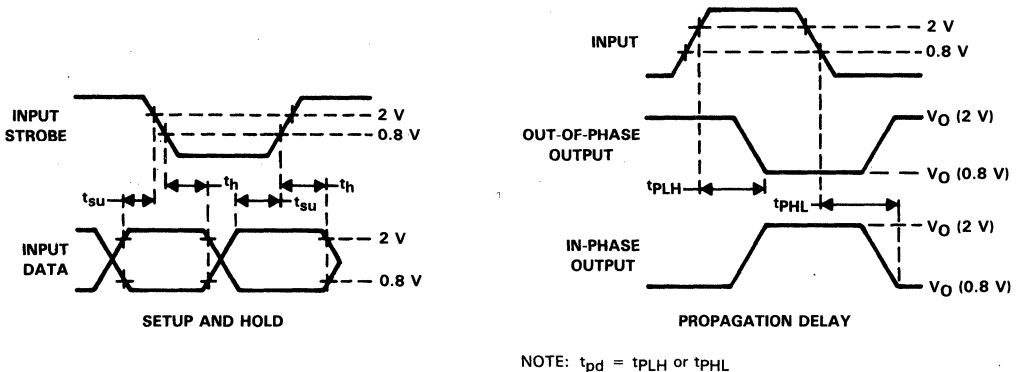 INPUT
STROBE
2 V
0.8 V
tsu
th
tsu
th
INPUT
DATA
2 V
0.8 V
SETUP AND HOLD
INPUT
2 V
0.8 V
OUT-OF-PHASE
OUTPUT
VO (2 V)
VO (0.8 V)
tPLH
tPHL
IN-PHASE
OUTPUT
VO (2 V)
VO (0.8 V)
PROPAGATION DELAY
NOTE: tpd = tPLH or tPHL